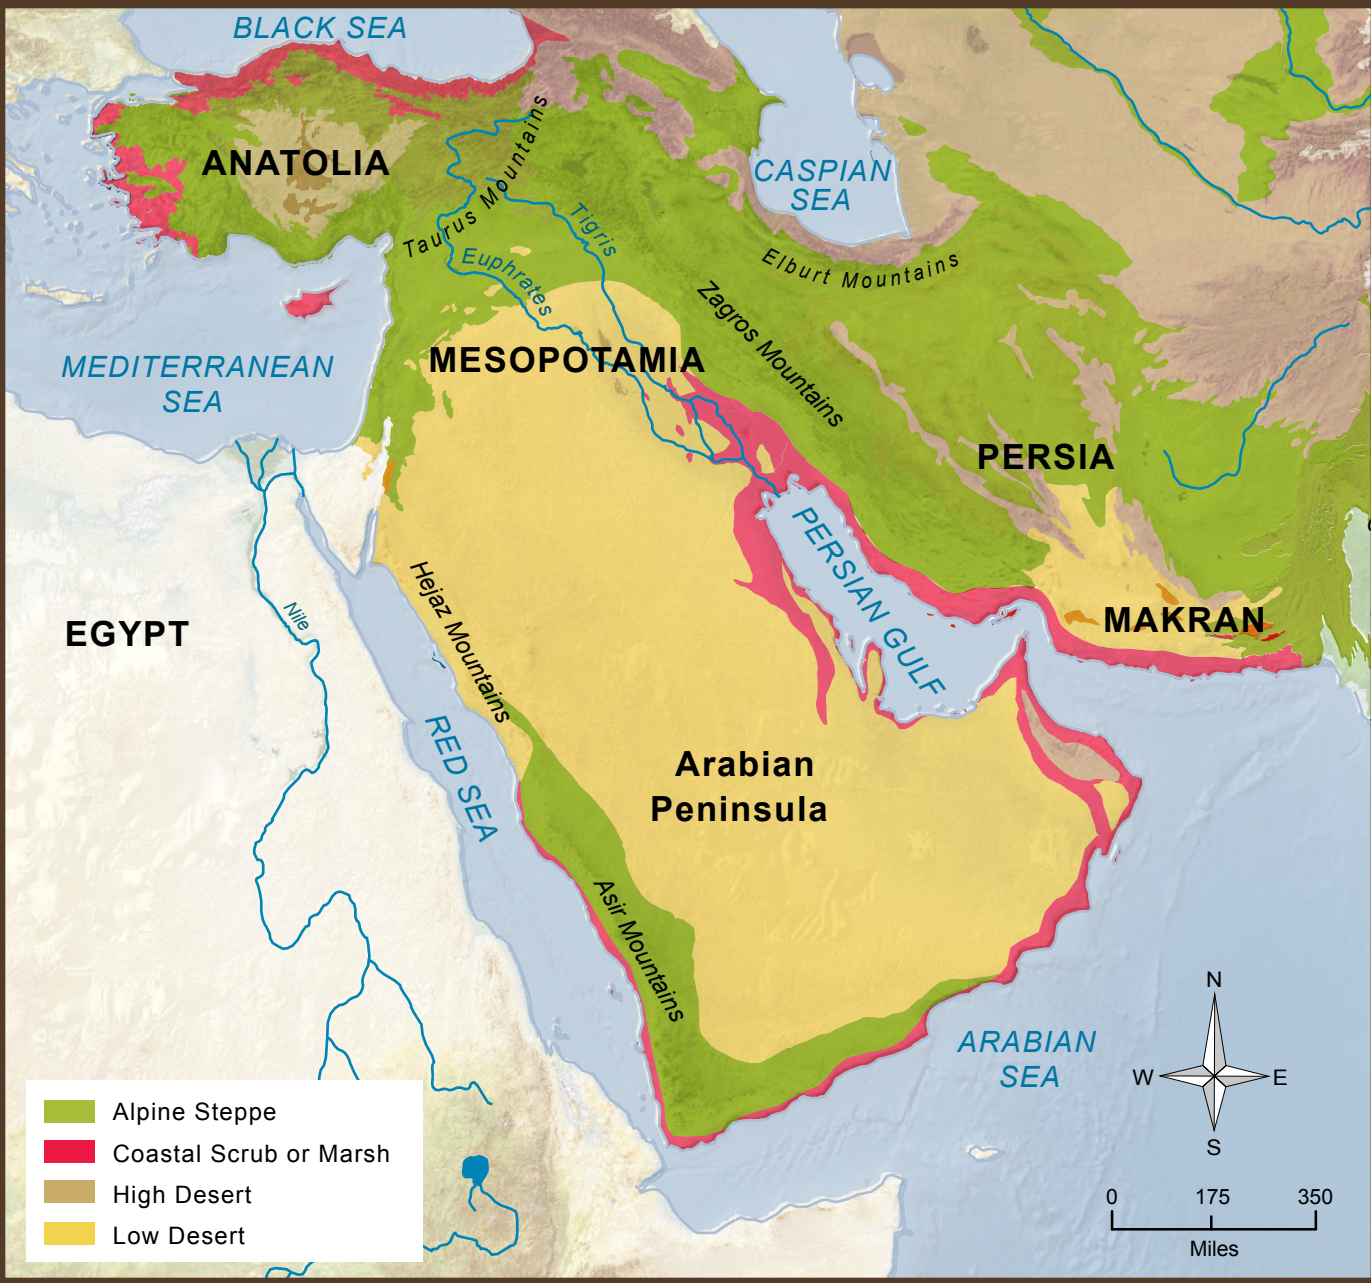 BLACK SEA
ANATOLIA
Taurus Mountains
CASPIAN
SEA
Tigris
Euphrates
Elburt Mountains
Zagros Mountains
MESOPOTAMIA
MEDITERRANEAN
SEA
PERSIA
PERSIAN GULF
Hejaz Mountains
Nile
EGYPT
MAKRAN
RED SEA
Arabian
Peninsula
Asir Mountains
ARABIAN
SEA
N
W
E
S
Alpine Steppe
Coastal Scrub or Marsh
High Desert
Low Desert
0 175 350
Miles